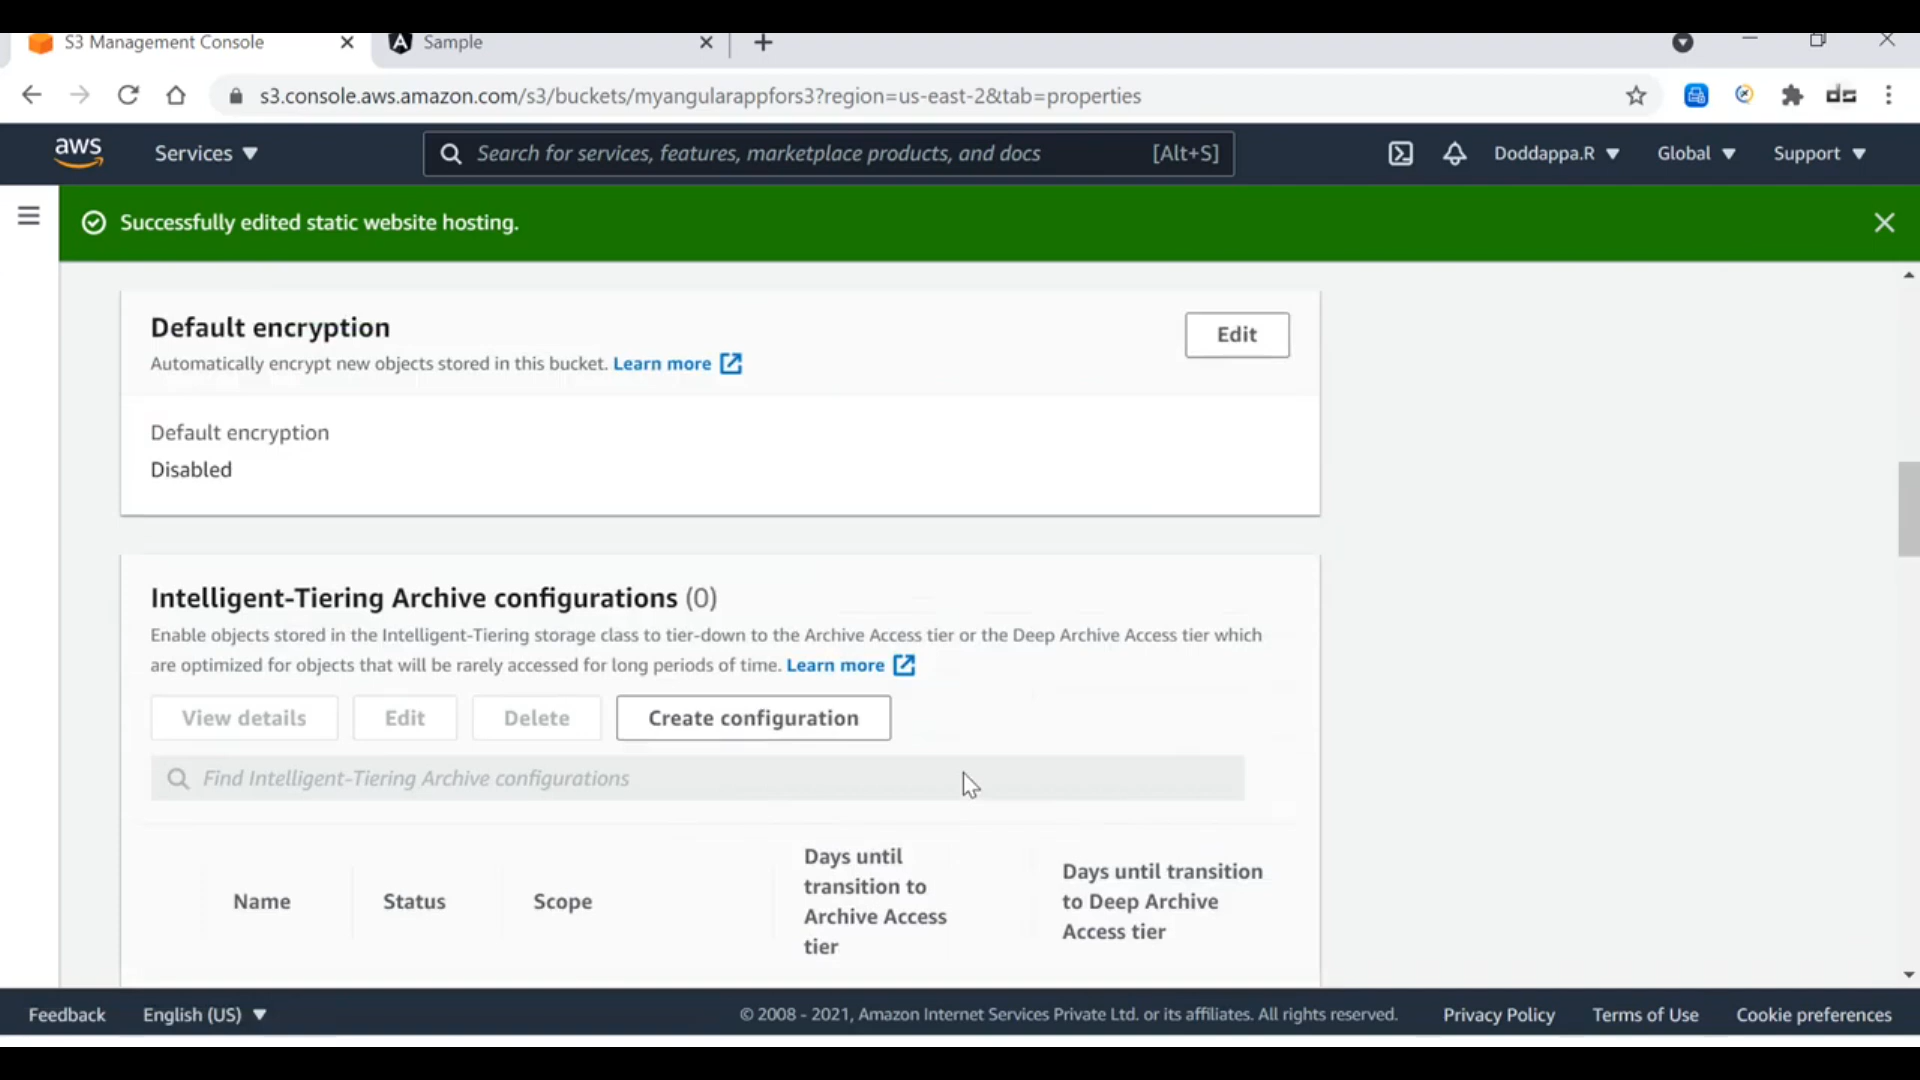 S3 Management Console
Sample
s3.console.aws.amazon.com/s3/buckets/myangularappfors3?region=us-east-2&tab=properties
aws
Services
Search for services, features, marketplace products, and docs
[Alt+S]
Doddappa.R
Global
Support
Successfully edited static website hosting.
Default encryption
Edit
Automatically encrypt new objects stored in this bucket. Learn more
Default encryption
Disabled
Intelligent-Tiering Archive configurations (0)
Enable objects stored in the Intelligent-Tiering storage class to tier-down to the Archive Access tier or the Deep Archive Access tier which
are optimized for objects that will be rarely accessed for long periods of time. Learn more
View details
Edit
Delete
Create configuration
Find Intelligent-Tiering Archive configurations
Name
Status
Scope
Days until
transition to
Archive Access
tier
Days until transition
to Deep Archive
Access tier
Feedback
English (US)
© 2008 - 2021, Amazon Internet Services Private Ltd. or its affiliates. All rights reserved.
Privacy Policy
Terms of Use
Cookie preferences